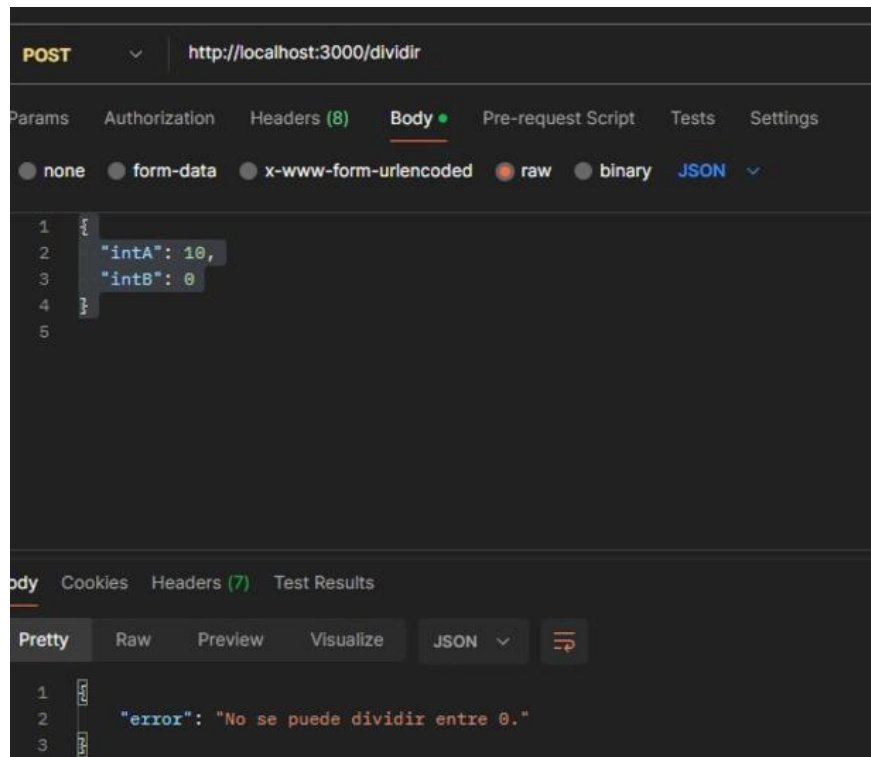 POST http://localhost:3000/dividir
Params Authorization Headers (8) Body Pre-request Script Tests Settings
none form-data x-www-form-urlencoded raw binary JSON
1 {
2 "intA": 10,
3 "intB": 0
4 }
5
ody Cookies Headers (7) Test Results
Pretty Raw Preview Visualize JSON
1 {
2 "error": "No se puede dividir entre 0."
3 }